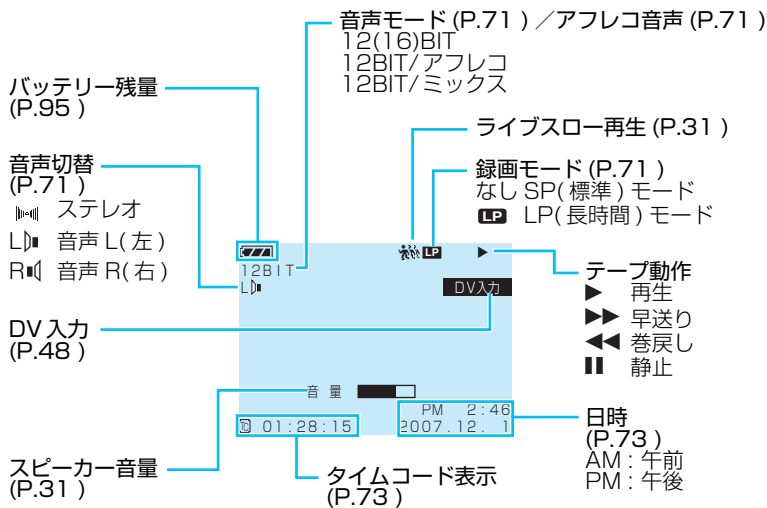 音声モード (P.71 ) ／アフレコ音声 (P.71 )
12(16)BIT
12BIT/アフレコ
12BIT/ミックス
バッテリー残量
(P.95 )
ライブスロー再生 (P.31 )
音声切替
(P.71 )
ステレオ
L 音声 L( 左 )
R 音声 R( 右 )
録画モード (P.71 )
なし SP( 標準 ) モード
LP LP( 長時間 ) モード
LP
12BIT
L
DV入力
テープ動作
再生
早送り
巻戻し
静止
DV 入力
(P.48 )
音 量
PM 2:46
01:28:15 2007.12. 1
日時
(P.73 )
AM : 午前
PM : 午後
スピーカー音量
(P.31 )
タイムコード表示
(P.73 )